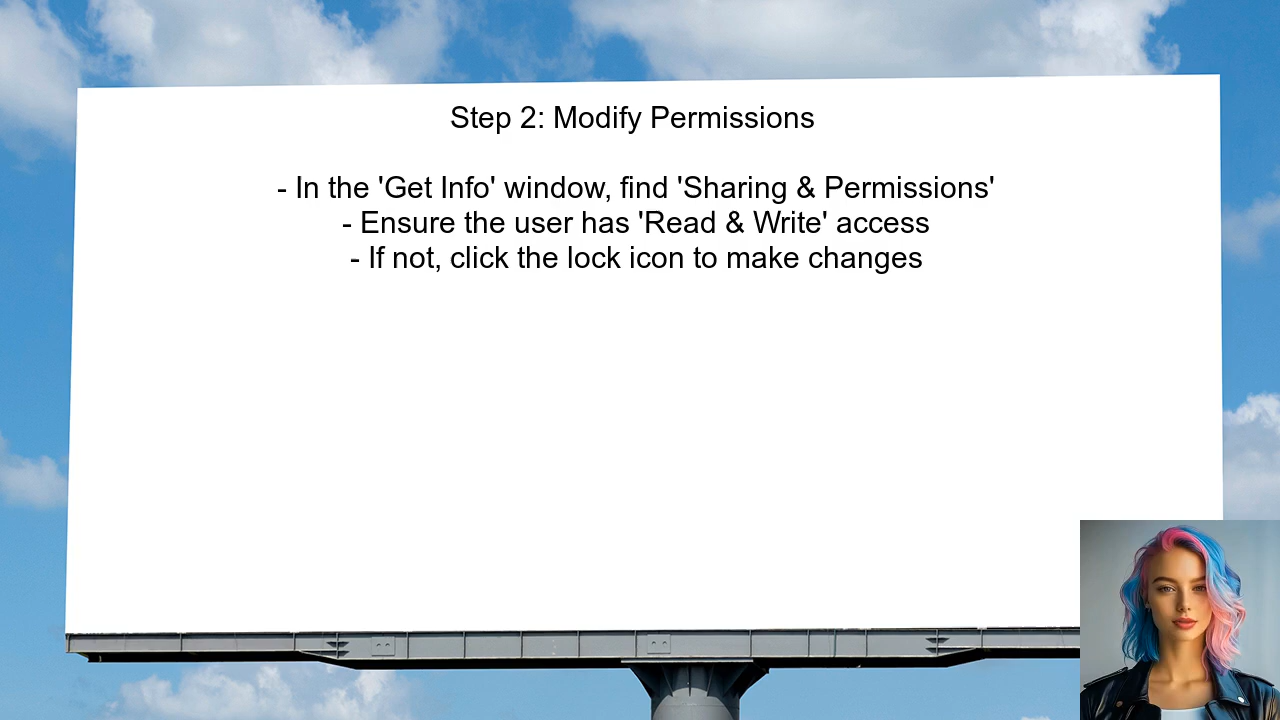 Step 2: Modify Permissions
- In the 'Get Info' window, find 'Sharing & Permissions'
- Ensure the user has 'Read & Write' access
- If not, click the lock icon to make changes